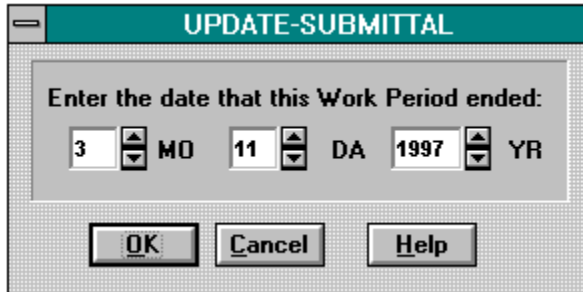 UPDATE-SUBMITTAL
Enter the date that this Work Period ended:
3 MO 11 DA 1997 YR
OK Cancel Help